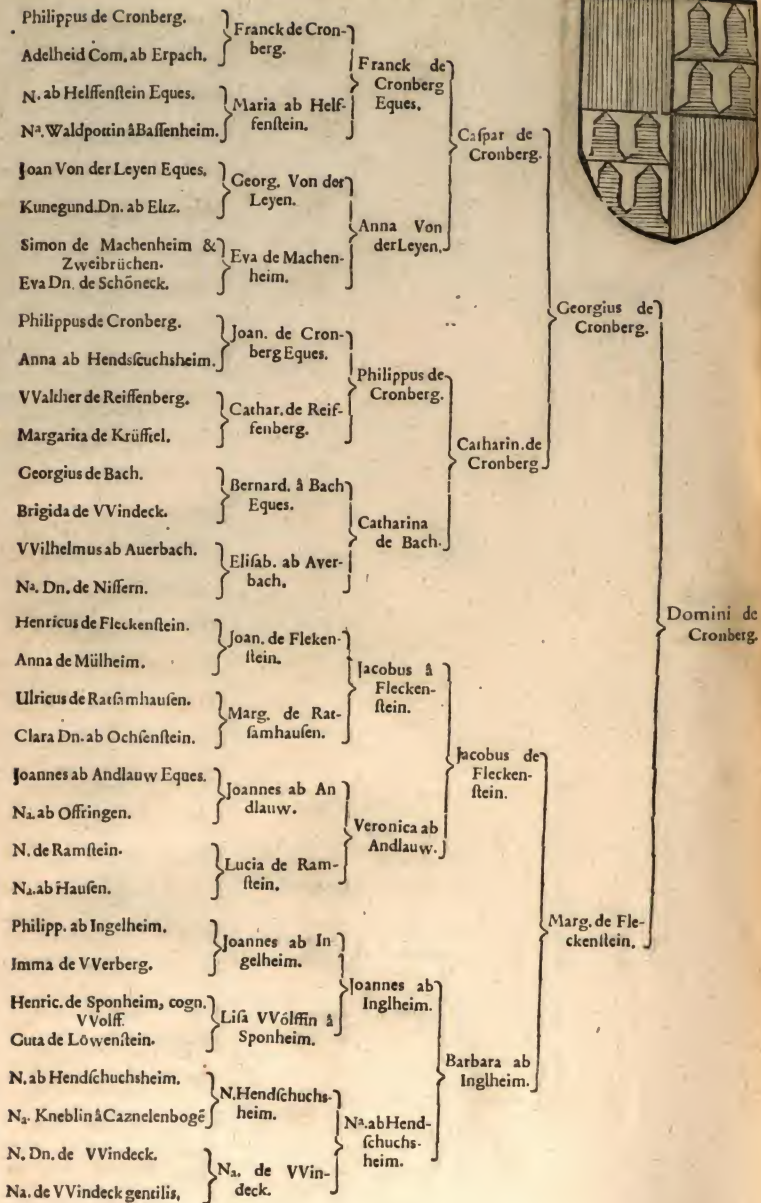 Philippus de Cronberg.
Adelheid Com. ab Erpach.
N. ab Helffenſtein Eques.
Nª. Waldpottin â Baſſenheim.
Joan Von der Leyen Eques.
Kunegund. Dn. ab Eltz.
Simon de Machenheim &
Zweibrüchen.
Eva Dn. de Schöneck.
Philippus de Cronberg.
Anna ab Hendsſcuchsheim.
VValther de Reiffenberg.
Margarita de Krüfftel.
Georgius de Bach.
Brigida de VVindeck.
VVilhelmus ab Auerbach.
Nª. Dn. de Niffern.
Henricus de Fleckenſtein.
Anna de Mülheim.
Ulricus de Ratſamhauſen.
Clara Dn. ab Ochſenſtein.
Joannes ab Andlauw Eques.
Na. ab Offringen.
N. de Ramſtein.
Na. ab Hauſen.
Philipp. ab Ingelheim.
Imma de VVerberg.
Henric. de Sponheim, cogn.
VVolff.
Guta de Löwenſtein.
N. ab Hendſchuchsheim.
Na. Kneblin â Caznelenbogē
N. Dn. de VVindeck.
Na. de VVindeck gentilis,
Franck de Cron-
berg.
Maria ab Helf-
fenſtein.
Georg. Von der
Leyen.
Eva de Machen-
heim.
Joan. de Cron-
berg Eques.
Cathar. de Reif-
fenberg.
Bernard. â Bach
Eques.
Eliſab. ab Aver-
bach.
Joan. de Fleken-
ſtein.
Marg. de Rat-
ſamhauſen.
Joannes ab An
dlauw.
Lucia de Ram-
ſtein.
Joannes ab In-
gelheim.
Liſa VVölffin â
Sponheim.
N. Hendſchuchs-
heim.
Na. de VVin-
deck.
Franck de
Cronberg
Eques.
Anna Von
der Leyen.
Philippus de
Cronberg.
Catharina
de Bach.
Jacobus â
Flecken-
ſtein.
Veronica ab
Andlauw.
Joannes ab
Inglheim.
Nª. ab Hend-
ſchuchs-
heim.
Caſpar de
Cronberg.
Catharin. de
Cronberg
Jacobus de
Flecken-
ſtein.
Barbara ab
Inglheim.
Georgius de
Cronberg.
Marg. de Fle-
ckenſtein.
Domini de
Cronberg.